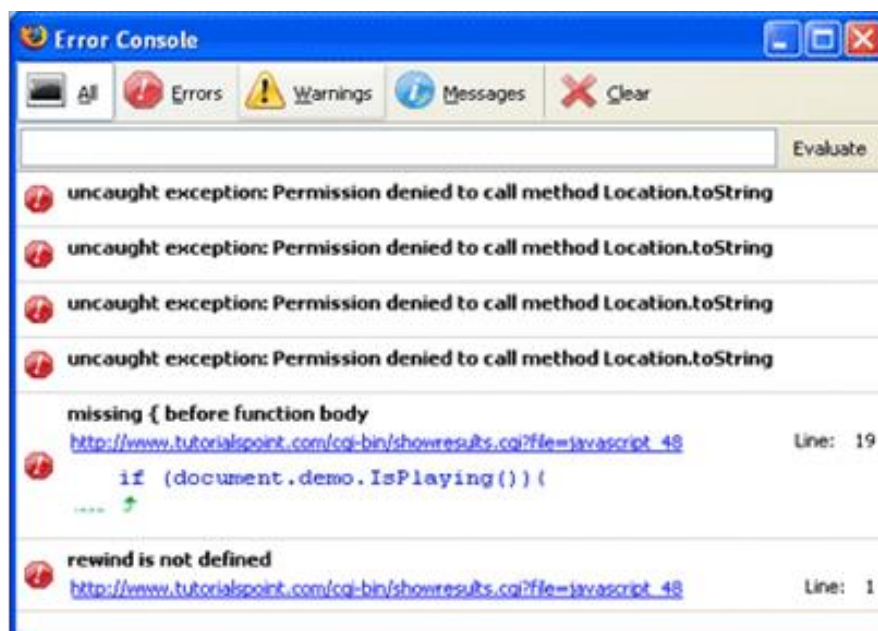 Error Console
All Errors Warnings Messages Clear
Evaluate
uncaught exception: Permission denied to call method Location.toString
uncaught exception: Permission denied to call method Location.toString
uncaught exception: Permission denied to call method Location.toString
uncaught exception: Permission denied to call method Location.toString
missing { before function body
http://www.tutorialspoint.com/cgi-bin/showresults.cgi?file=javascript_48 Line: 19
if (document.demo.IsPlaying()){
....
rewind is not defined
http://www.tutorialspoint.com/cgi-bin/showresults.cgi?file=javascript_48 Line: 1